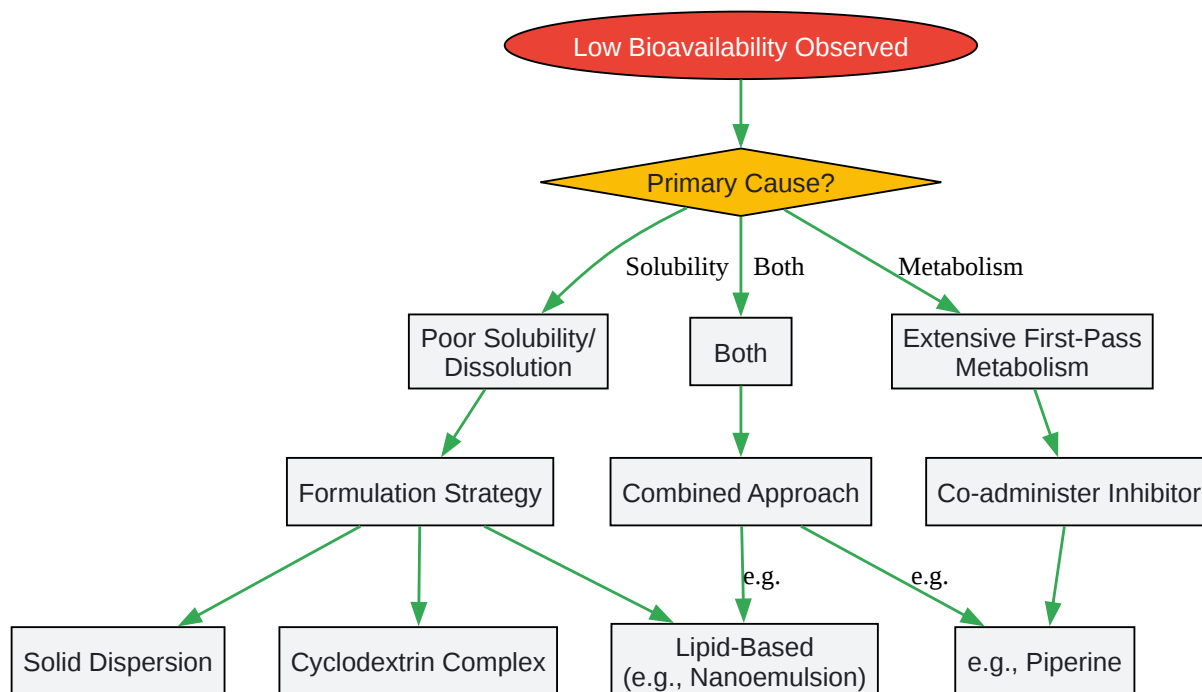 Low Bioavailability Observed
Primary Cause?
Solubility
Both
Metabolism
Poor Solubility/
Dissolution
Both
Extensive First-Pass
Metabolism
Formulation Strategy
Combined Approach
Co-administer Inhibitor
e.g.
e.g.
Solid Dispersion
Cyclodextrin Complex
Lipid-Based
(e.g., Nanoemulsion)
e.g., Piperine